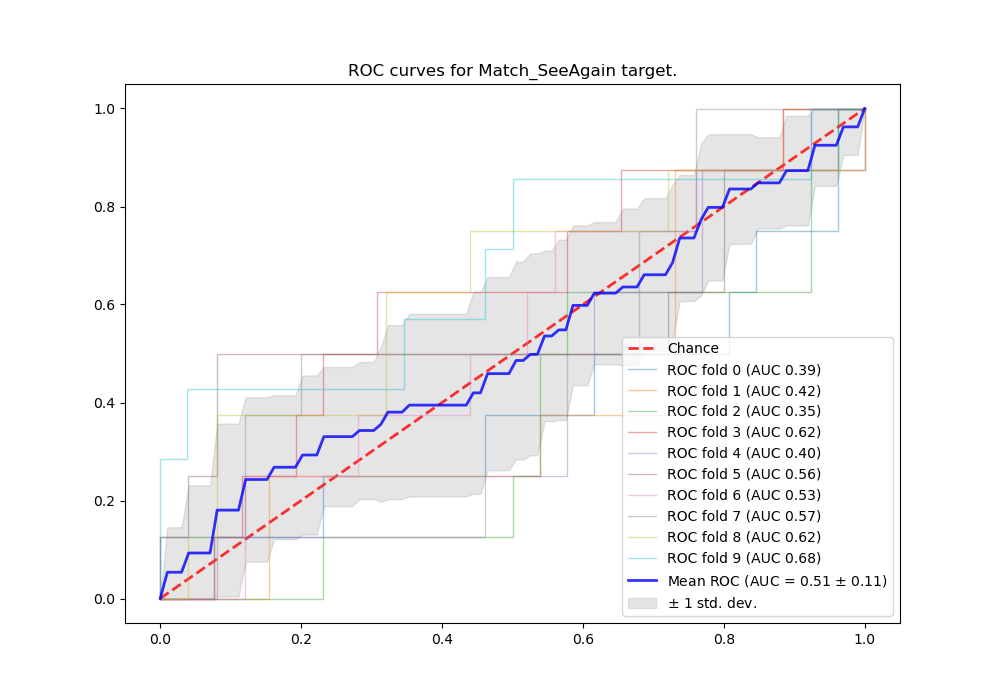 ROC curves for Match_SeeAgain target.
1.0
0.8
0.6
0.4
0.2
0.0
Chance
ROC fold 0 (AUC 0.39)
ROC fold 1 (AUC 0.42)
ROC fold 2 (AUC 0.35)
ROC fold 3 (AUC 0.62)
ROC fold 4 (AUC 0.40)
ROC fold 5 (AUC 0.56)
ROC fold 6 (AUC 0.53)
ROC fold 7 (AUC 0.57)
ROC fold 8 (AUC 0.62)
ROC fold 9 (AUC 0.68)
Mean ROC (AUC = 0.51 ± 0.11)
± 1 std. dev.
0.0 0.2 0.4 0.6 0.8 1.0